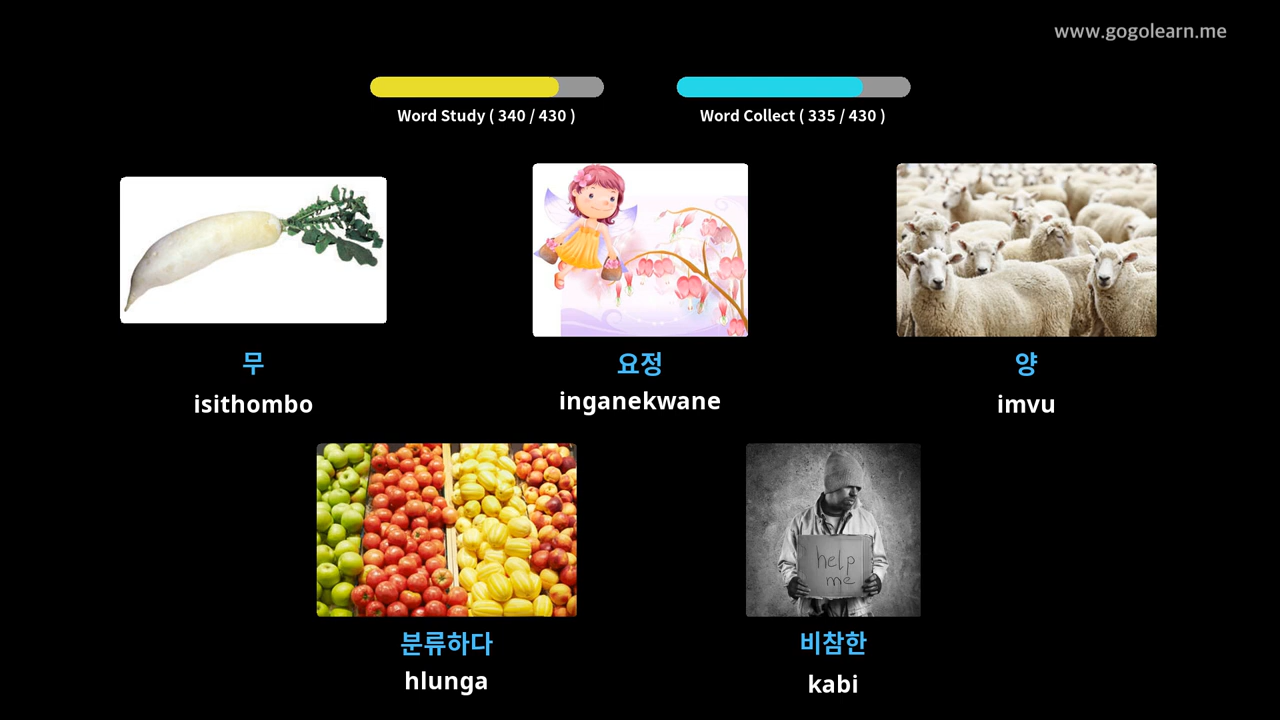 www.gogolearn.me
Word Study ( 340 / 430 )
Word Collect ( 335 / 430 )
무
isithombo
요정
inganekwane
양
imvu
분류하다
hlunga
help
me
비참한
kabi